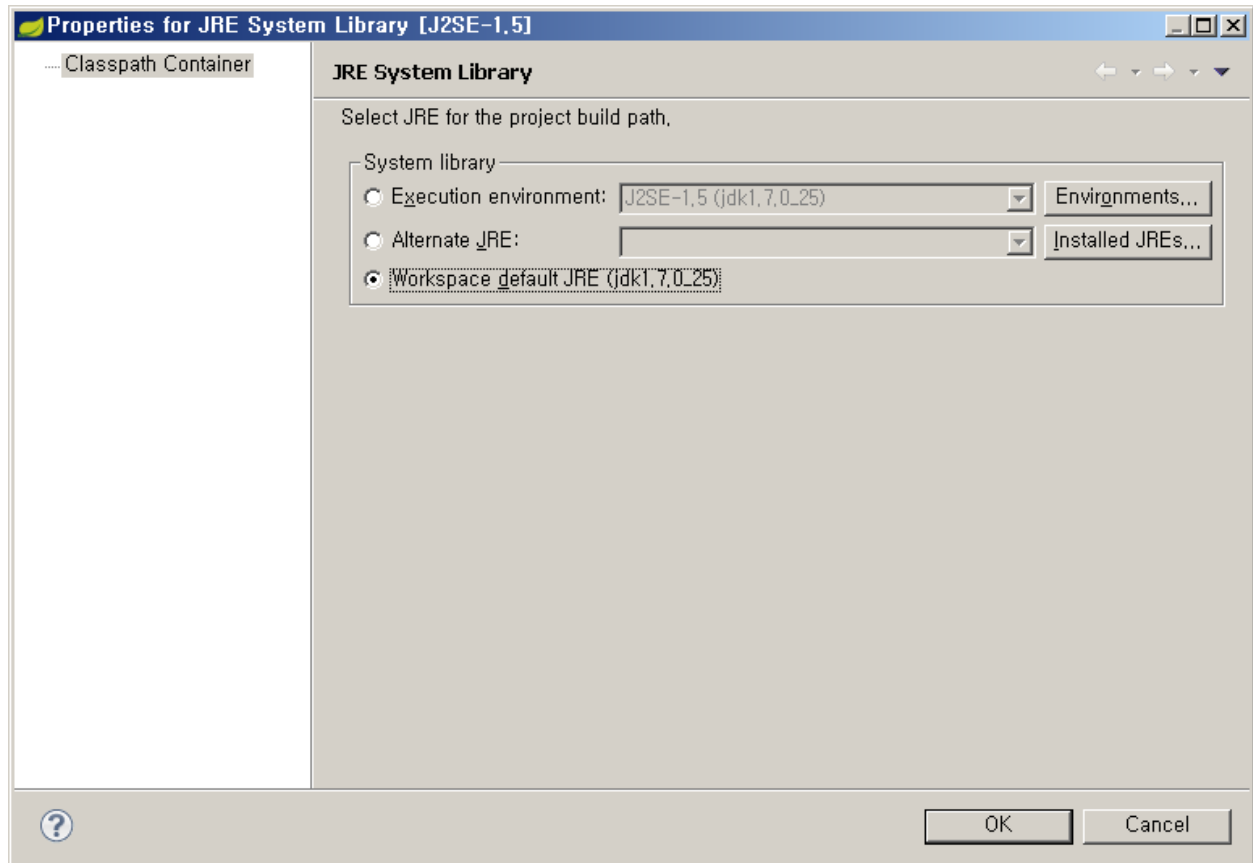 Properties for JRE System Library [J2SE-1,5]
Classpath Container
JRE System Library
Select JRE for the project build path,
System library
Execution environment: J2SE-1,5 (jdk1,7,0_25) Environments,,,
Alternate JRE: Installed JREs,,,
Workspace default JRE (jdk1,7,0_25)
? OK Cancel